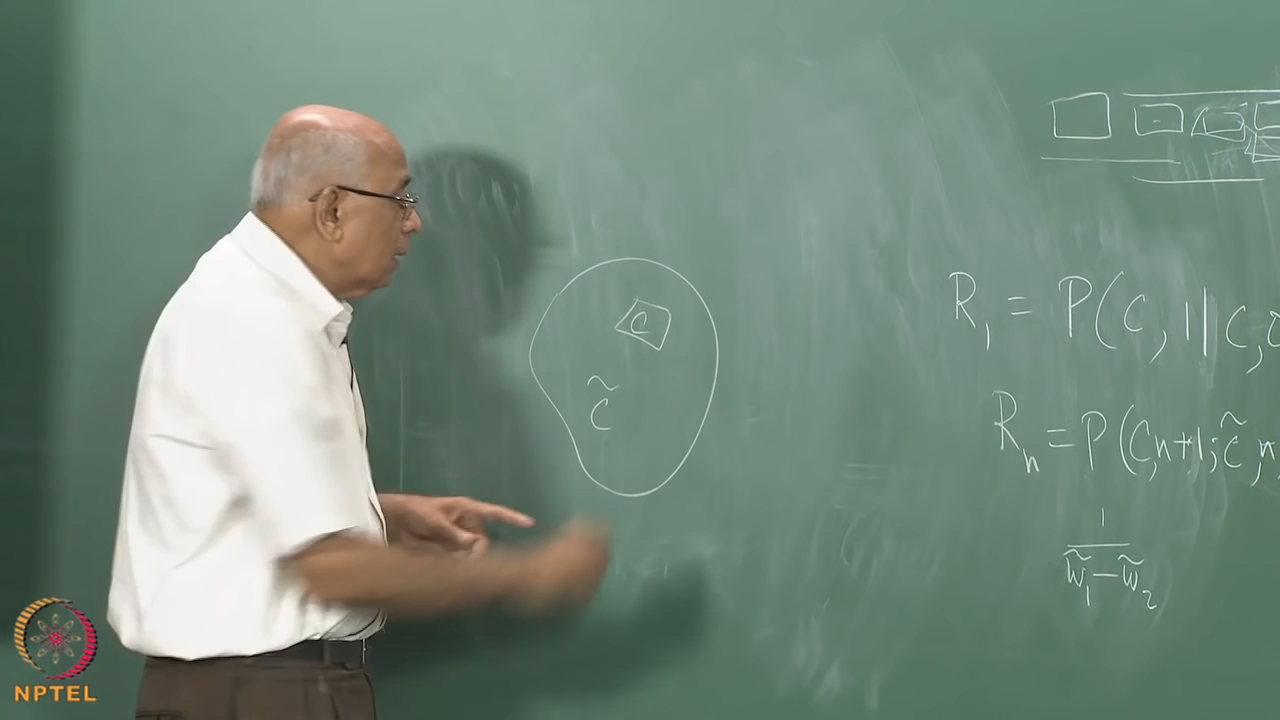 C
C̃
R₁ = P(C, 1 | C,
Rₙ = P(C, n+1; C̃, n
1
w̃₁ − w̃₂
NPTEL